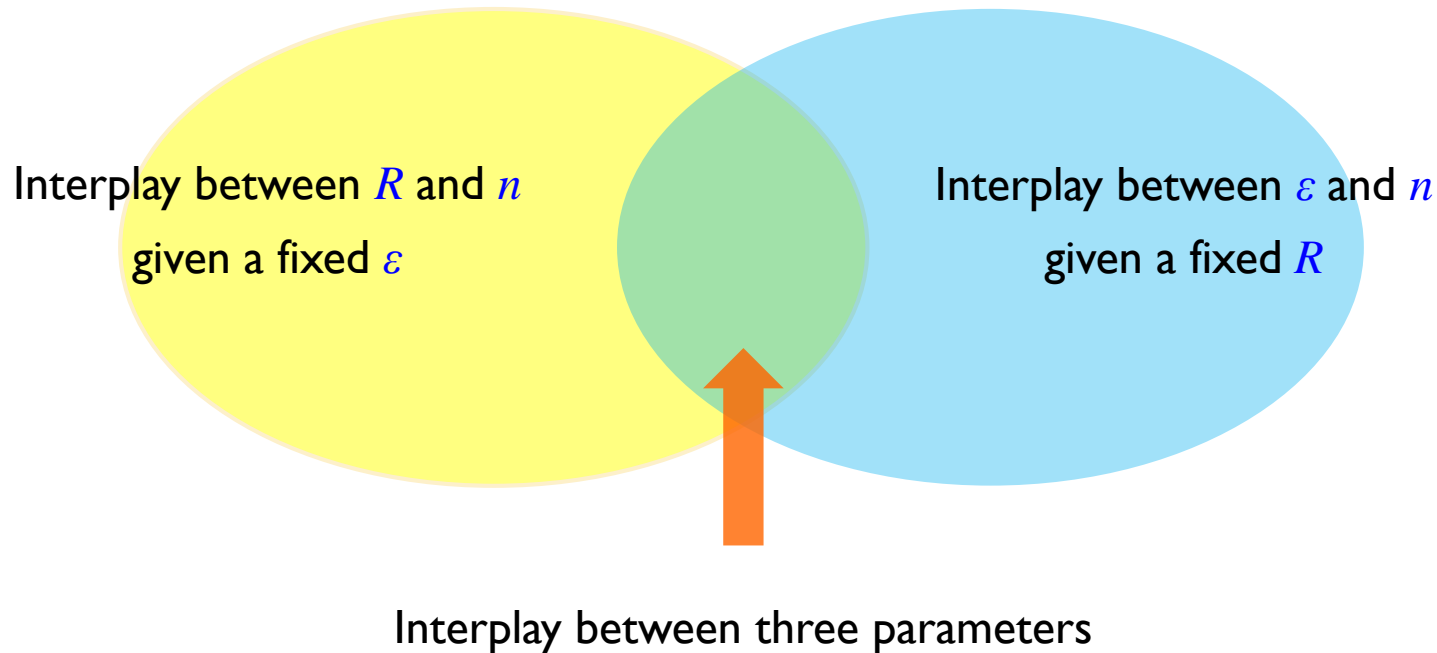 Interplay between R and n
given a fixed ε
Interplay between ε and n
given a fixed R
Interplay between three parameters